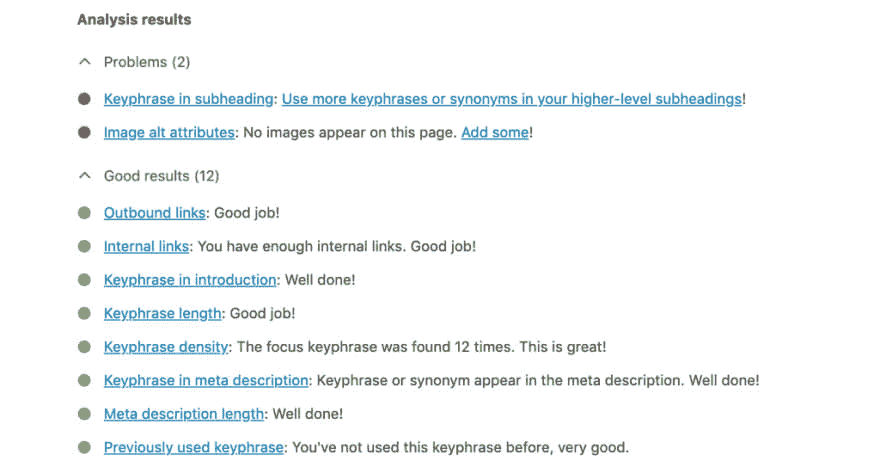 Analysis results
Problems (2)
Keyphrase in subheading: Use more keyphrases or synonyms in your higher-level subheadings!
Image alt attributes: No images appear on this page. Add some!
Good results (12)
Outbound links: Good job!
Internal links: You have enough internal links. Good job!
Keyphrase in introduction: Well done!
Keyphrase length: Good job!
Keyphrase density: The focus keyphrase was found 12 times. This is great!
Keyphrase in meta description: Keyphrase or synonym appear in the meta description. Well done!
Meta description length: Well done!
Previously used keyphrase: You've not used this keyphrase before, very good.